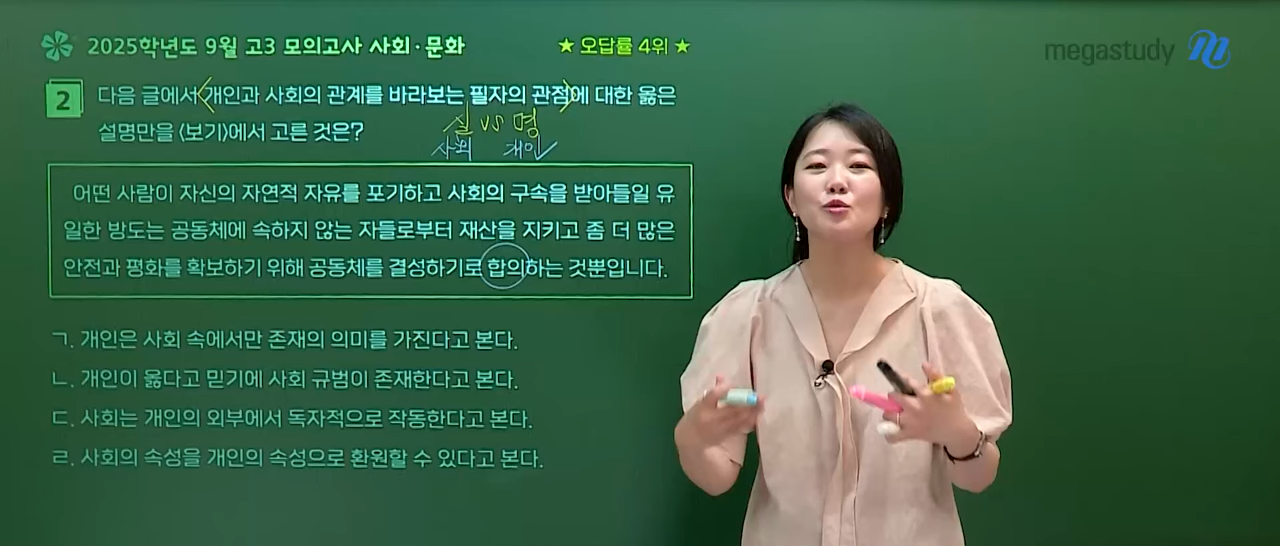 2025학년도 9월 고3 모의고사 사회·문화
★ 오답률 4위 ★
megastudy
2
다음 글에서 개인과 사회의 관계를 바라보는 필자의 관점에 대한 옳은
설명만을 〈보기〉에서 고른 것은?
실 vs 명
사회 개인
어떤 사람이 자신의 자연적 자유를 포기하고 사회의 구속을 받아들일 유
일한 방도는 공동체에 속하지 않는 자들로부터 재산을 지키고 좀 더 많은
안전과 평화를 확보하기 위해 공동체를 결성하기로 합의하는 것뿐입니다.
ㄱ. 개인은 사회 속에서만 존재의 의미를 가진다고 본다.
ㄴ. 개인이 옳다고 믿기에 사회 규범이 존재한다고 본다.
ㄷ. 사회는 개인의 외부에서 독자적으로 작동한다고 본다.
ㄹ. 사회의 속성을 개인의 속성으로 환원할 수 있다고 본다.